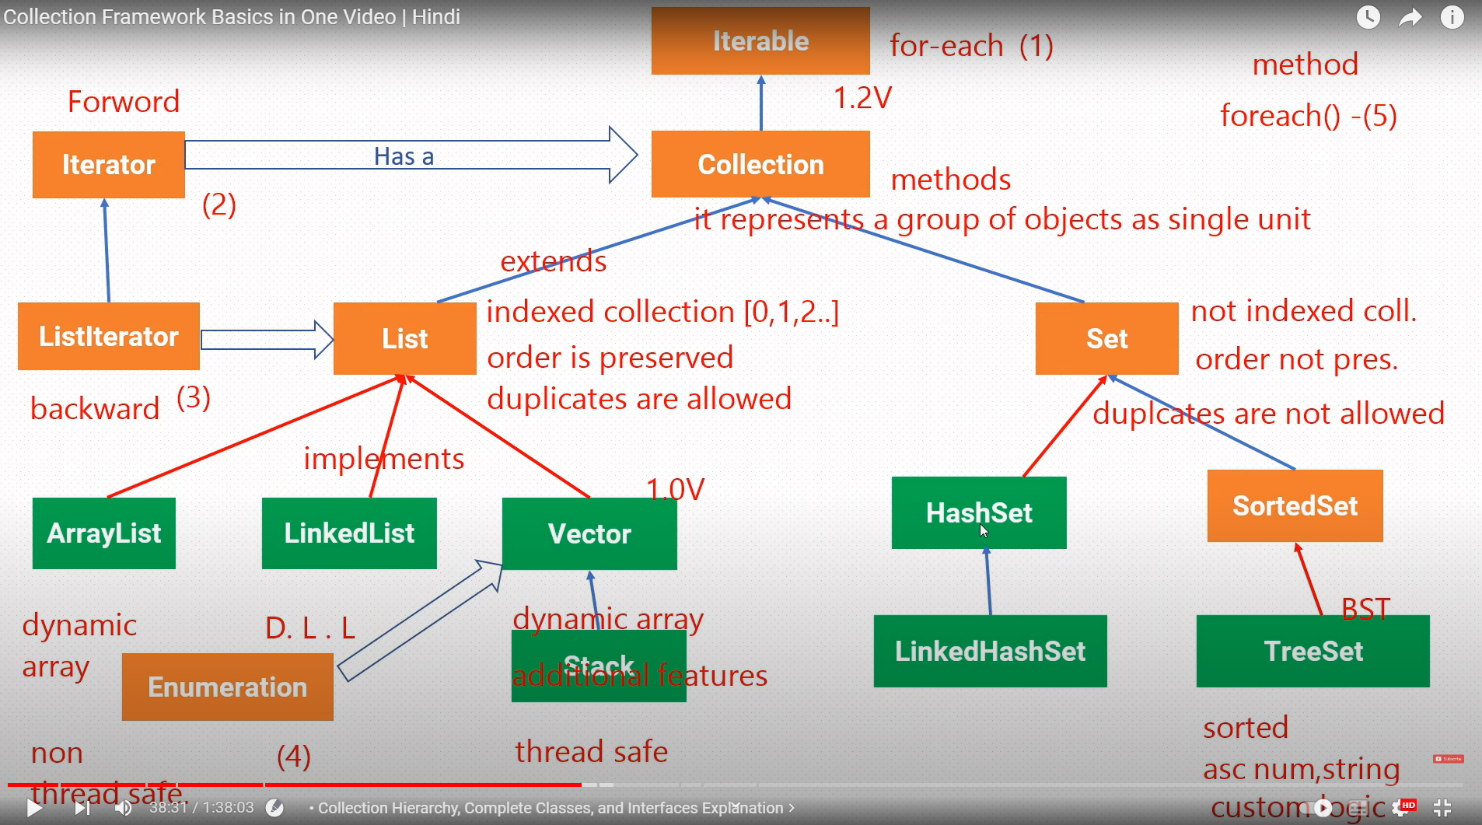 Collection Framework Basics in One Video | Hindi
Iterable
for-each (1)
method
1.2V
foreach() -(5)
Forword
Iterator
Has a
Collection
methods
(2)
it represents a group of objects as single unit
extends
ListIterator
List
indexed collection [0,1,2..]
order is preserved
duplicates are allowed
Set
not indexed coll.
order not pres.
duplcates are not allowed
backward (3)
implements
1.0V
ArrayList
LinkedList
Vector
HashSet
SortedSet
dynamic
array
D. L . L
dynamic array
Stack
additional features
BST
LinkedHashSet
TreeSet
Enumeration
non
thread safe.
(4)
thread safe
sorted
asc num,string
custom logic
38:31 / 1:38:03
• Collection Hierarchy, Complete Classes, and Interfaces Explanation >
HD